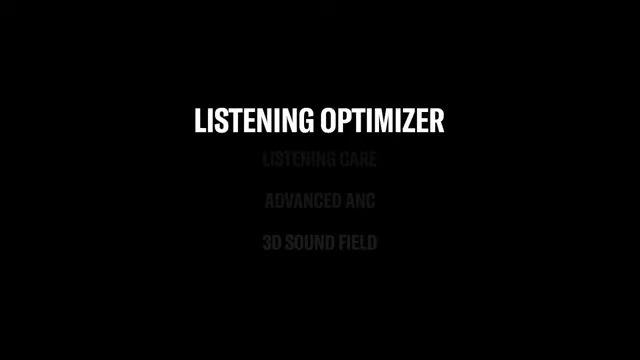 LISTENING OPTIMIZER
LISTENING CARE
ADVANCED ANC
3D SOUND FIELD